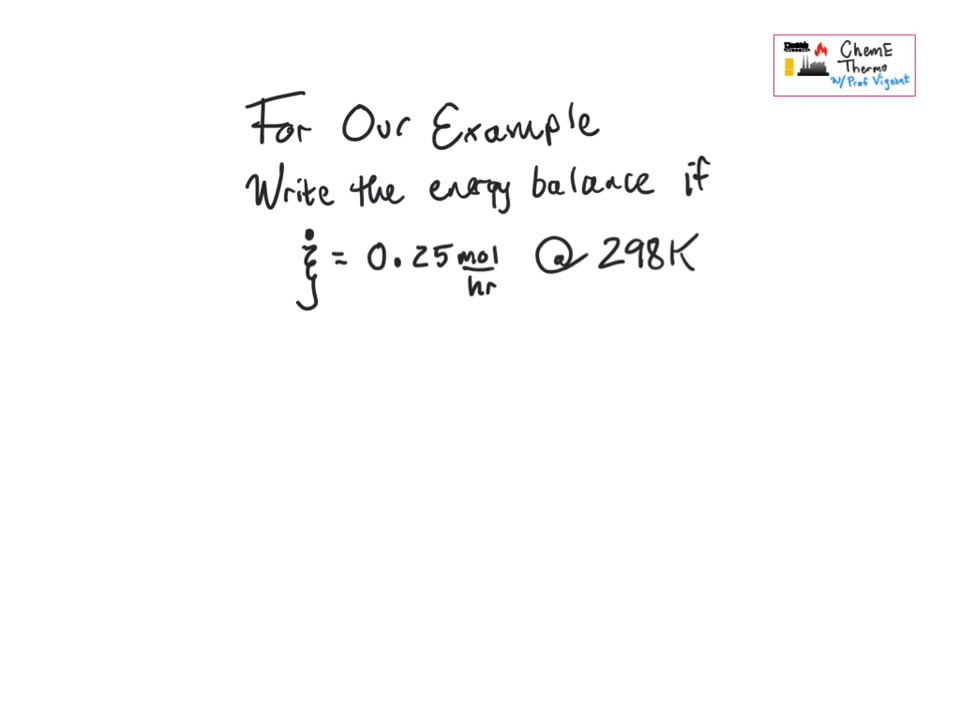 ChemE
Thermo
w/ Prof Vigeant
For Our Example
Write the energy balance if
ξ̇ = 0.25 mol/hr @ 298K